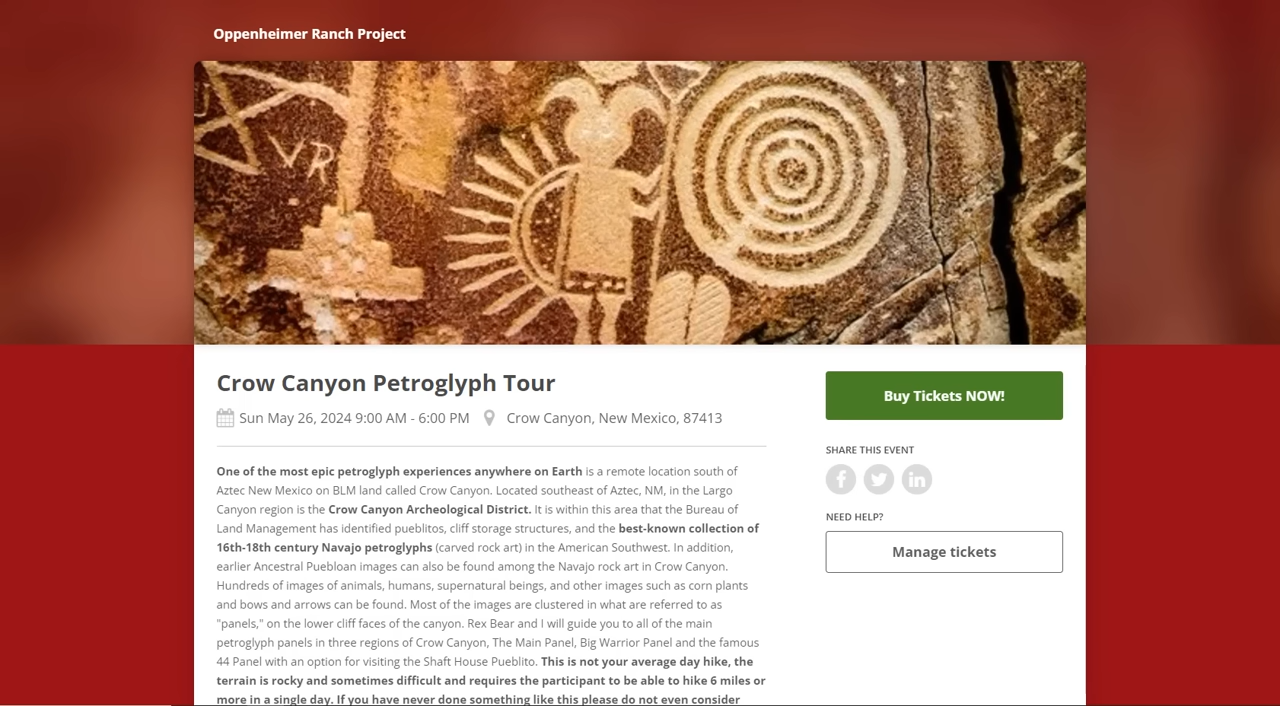 Oppenheimer Ranch Project
VR
Crow Canyon Petroglyph Tour
Sun May 26, 2024 9:00 AM - 6:00 PM Crow Canyon, New Mexico, 87413
One of the most epic petroglyph experiences anywhere on Earth is a remote location south of
Aztec New Mexico on BLM land called Crow Canyon. Located southeast of Aztec, NM, in the Largo
Canyon region is the Crow Canyon Archeological District. It is within this area that the Bureau of
Land Management has identified pueblitos, cliff storage structures, and the best-known collection of
16th-18th century Navajo petroglyphs (carved rock art) in the American Southwest. In addition,
earlier Ancestral Puebloan images can also be found among the Navajo rock art in Crow Canyon.
Hundreds of images of animals, humans, supernatural beings, and other images such as corn plants
and bows and arrows can be found. Most of the images are clustered in what are referred to as
"panels," on the lower cliff faces of the canyon. Rex Bear and I will guide you to all of the main
petroglyph panels in three regions of Crow Canyon, The Main Panel, Big Warrior Panel and the famous
44 Panel with an option for visiting the Shaft House Pueblito. This is not your average day hike, the
terrain is rocky and sometimes difficult and requires the participant to be able to hike 6 miles or
more in a single day. If you have never done something like this please do not even consider
Buy Tickets NOW!
SHARE THIS EVENT
NEED HELP?
Manage tickets